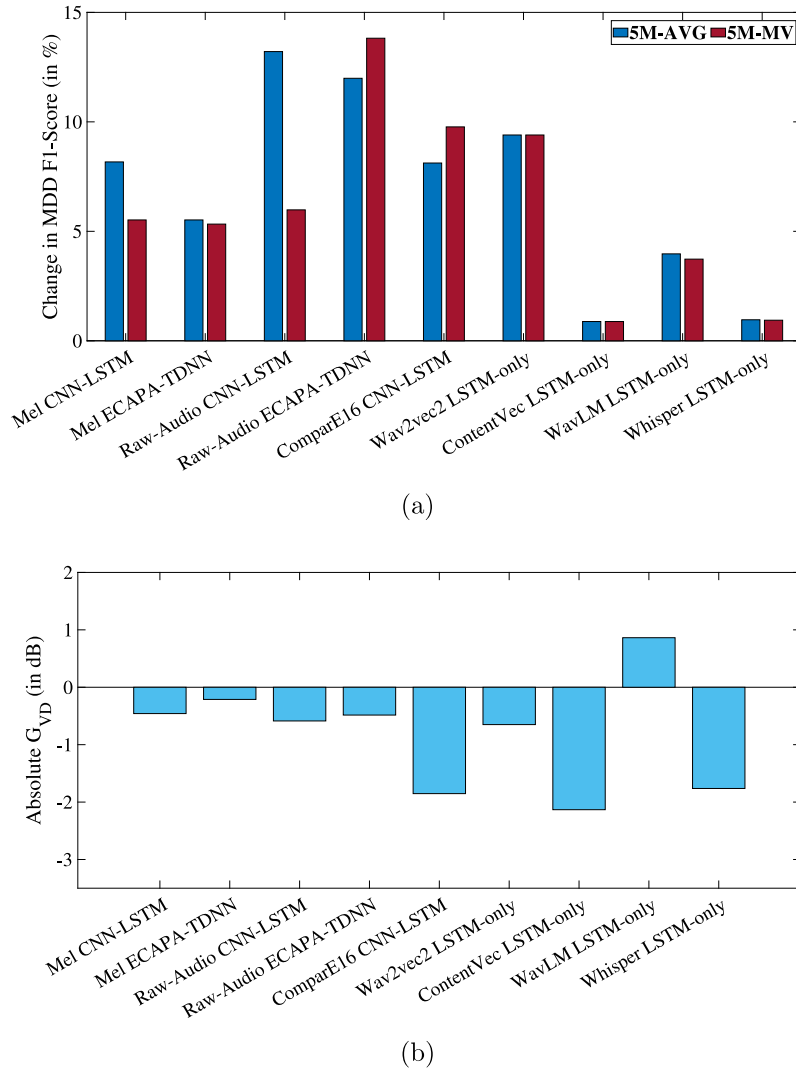 15
10
5
0
Change in MDD F1-Score (in %)
5M-AVG 5M-MV
Mel CNN-LSTM
Mel ECAPA-TDNN
Raw-Audio CNN-LSTM
Raw-Audio ECAPA-TDNN
ComparE16 CNN-LSTM
Wav2vec2 LSTM-only
ContentVec LSTM-only
WavLM LSTM-only
Whisper LSTM-only
(a)
2
1
0
-1
-2
-3
Absolute G_VD (in dB)
Mel CNN-LSTM
Mel ECAPA-TDNN
Raw-Audio CNN-LSTM
Raw-Audio ECAPA-TDNN
ComparE16 CNN-LSTM
Wav2vec2 LSTM-only
ContentVec LSTM-only
WavLM LSTM-only
Whisper LSTM-only
(b)